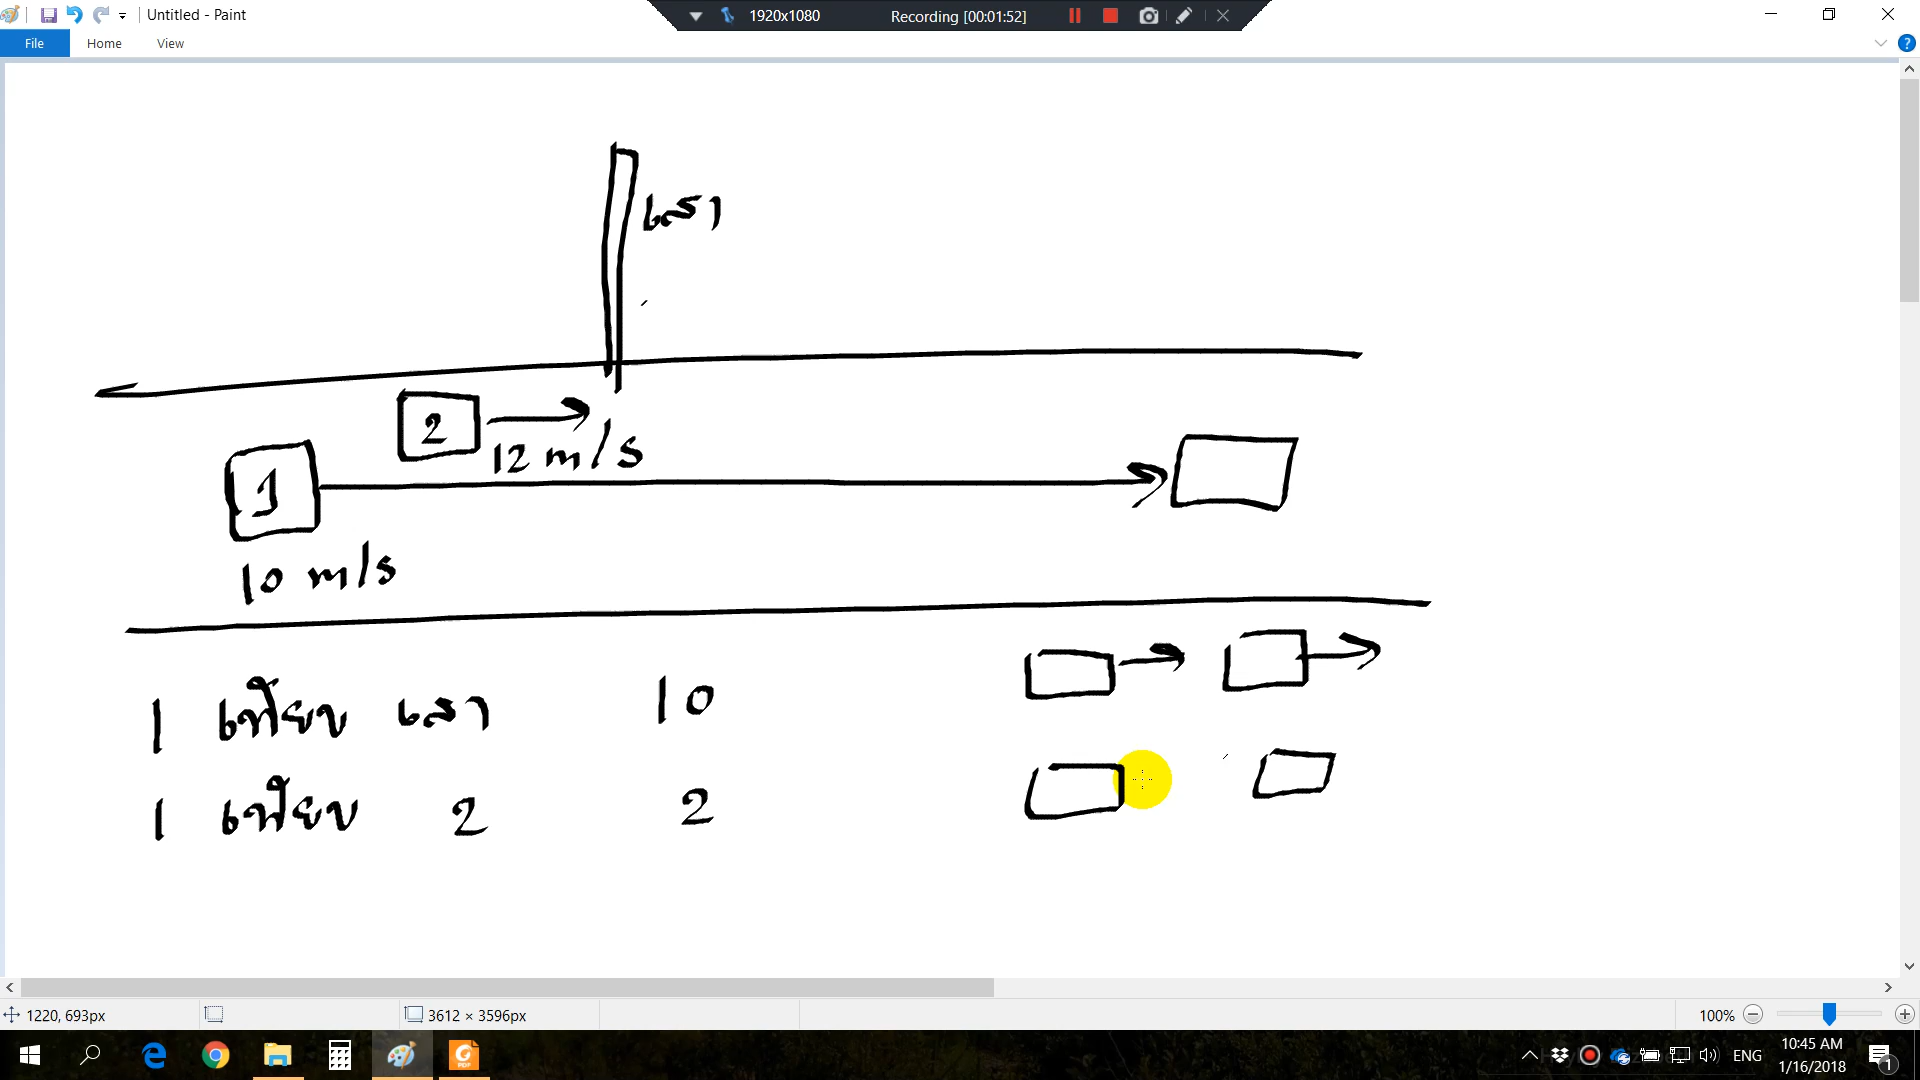 Untitled - Paint
1920x1080
Recording [00:01:52]
File Home View
เสา
2
12 m/s
1
10 m/s
1 เทียบ เสา 10
1 เทียบ 2 2
1220, 693px
3612 × 3596px
100%
ENG
10:45 AM
1/16/2018
1